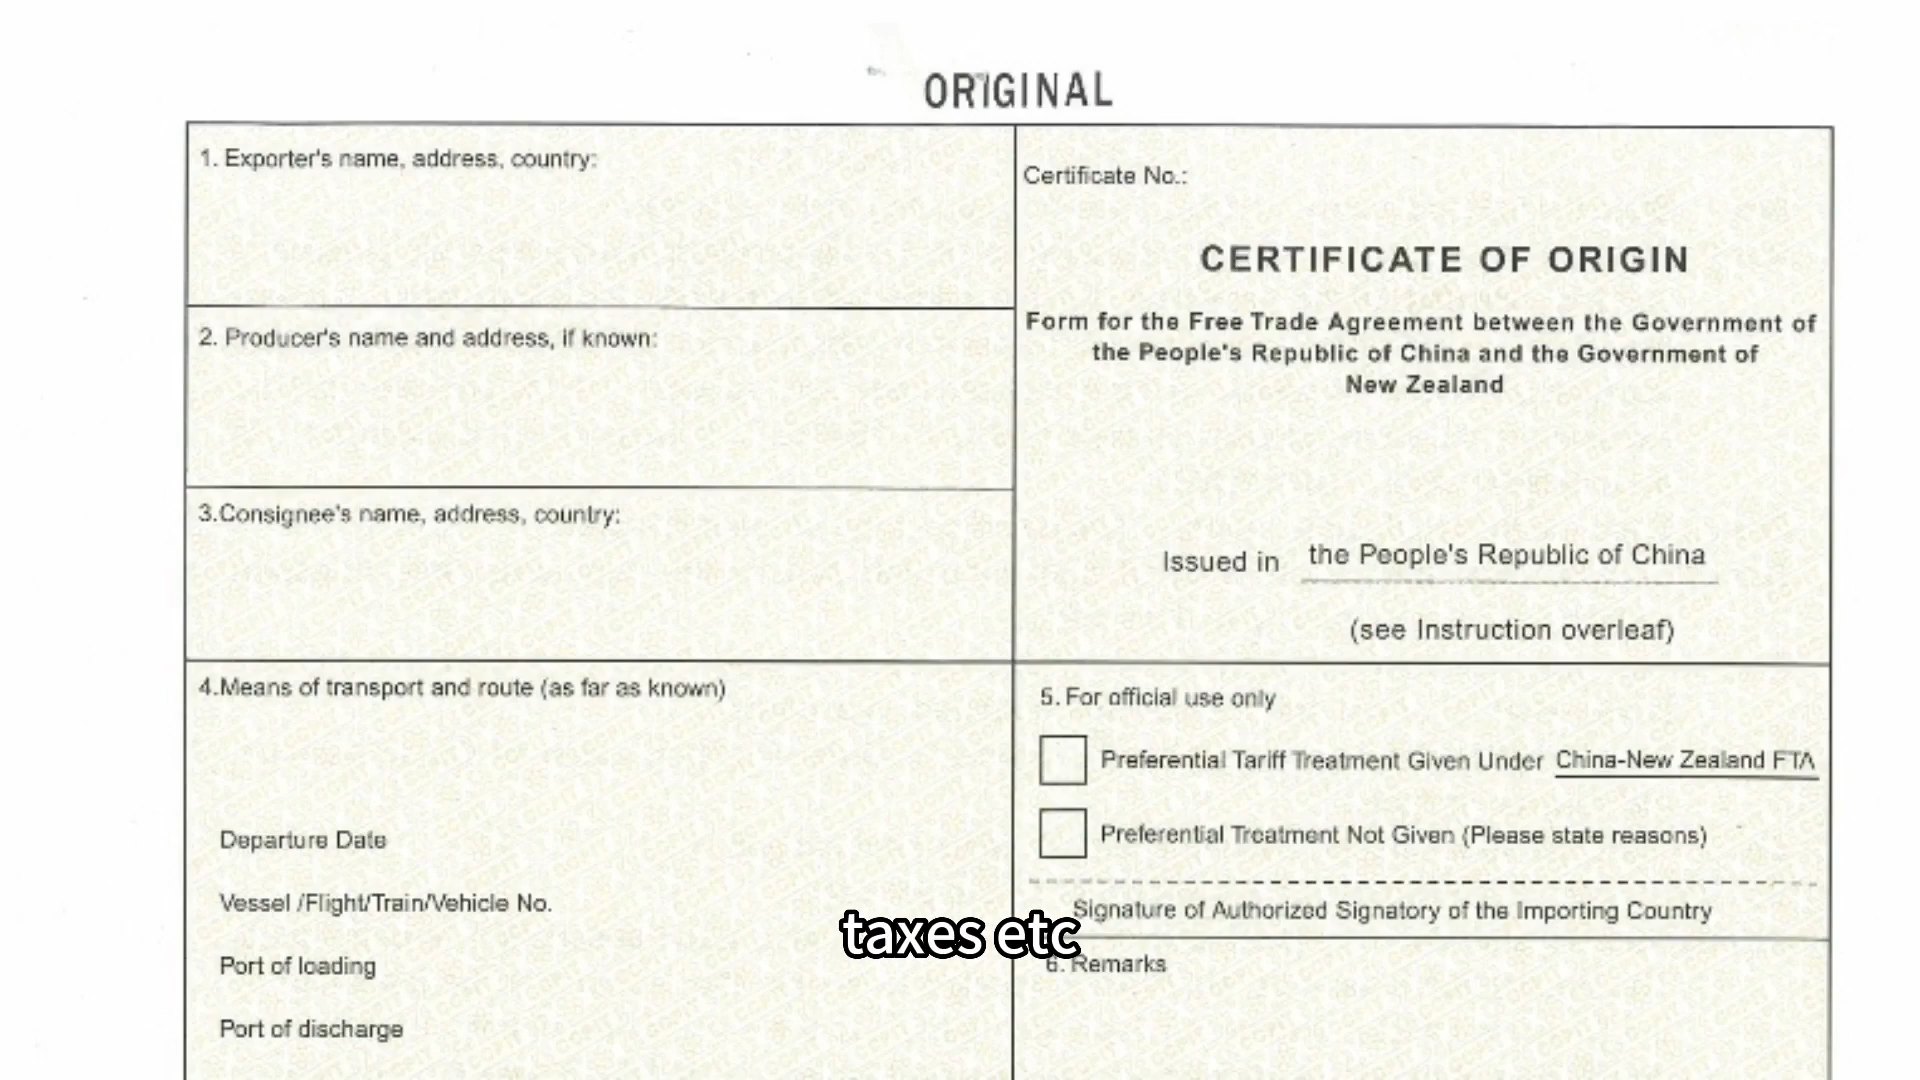 ORIGINAL
1. Exporter's name, address, country:
Certificate No.:
CERTIFICATE OF ORIGIN
Form for the Free Trade Agreement between the Government of
the People's Republic of China and the Government of
New Zealand
2. Producer's name and address, if known:
3.Consignee's name, address, country:
Issued in the People's Republic of China
(see Instruction overleaf)
4.Means of transport and route (as far as known)
Departure Date
Vessel /Flight/Train/Vehicle No.
Port of loading
Port of discharge
5. For official use only
Preferential Tariff Treatment Given Under China-New Zealand FTA
Preferential Treatment Not Given (Please state reasons)
Signature of Authorized Signatory of the Importing Country
6. Remarks
taxes etc